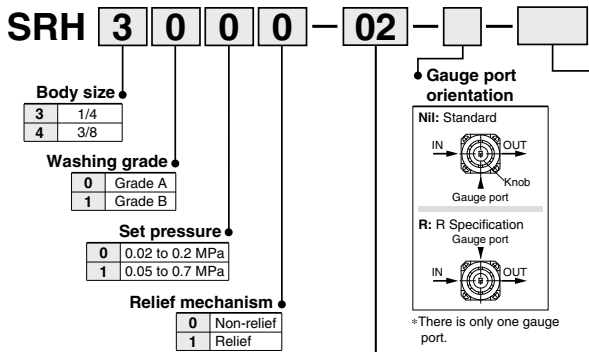 SRH 3 0 0 0 — 02 — —
Body size
3 1/4
4 3/8
Washing grade
0 Grade A
1 Grade B
Set pressure
0 0.02 to 0.2 MPa
1 0.05 to 0.7 MPa
Relief mechanism
0 Non-relief
1 Relief
Gauge port
orientation
Nil: Standard
IN OUT
Knob
Gauge port
R: R Specification
Gauge port
IN OUT
*There is only one gauge
port.